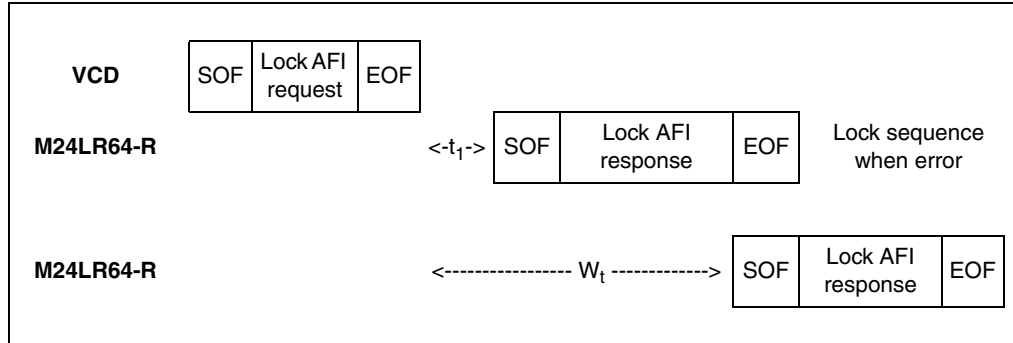 VCD SOF Lock AFI request EOF
M24LR64-R <-t1-> SOF Lock AFI response EOF Lock sequence when error
M24LR64-R <----------------- Wt -------------> SOF Lock AFI response EOF